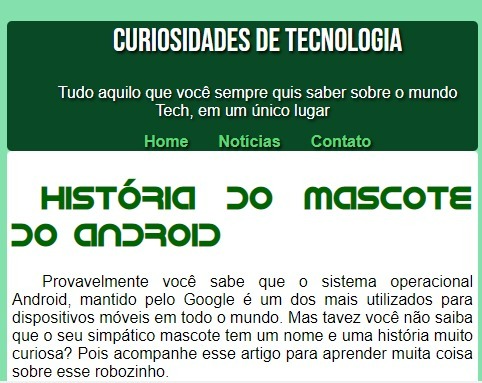 CURIOSIDADES DE TECNOLOGIA
Tudo aquilo que você sempre quis saber sobre o mundo
Tech, em um único lugar
Home Notícias Contato
HISTÓRIA DO MASCOTE
DO ANDROID
Provavelmente você sabe que o sistema operacional
Android, mantido pelo Google é um dos mais utilizados para
dispositivos móveis em todo o mundo. Mas tavez você não saiba
que o seu simpático mascote tem um nome e uma história muito
curiosa? Pois acompanhe esse artigo para aprender muita coisa
sobre esse robozinho.